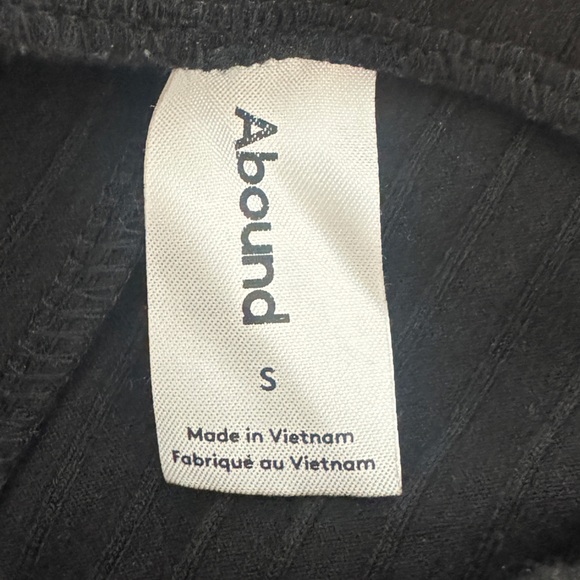 Abound
S
Made in Vietnam
Fabriqué au Vietnam